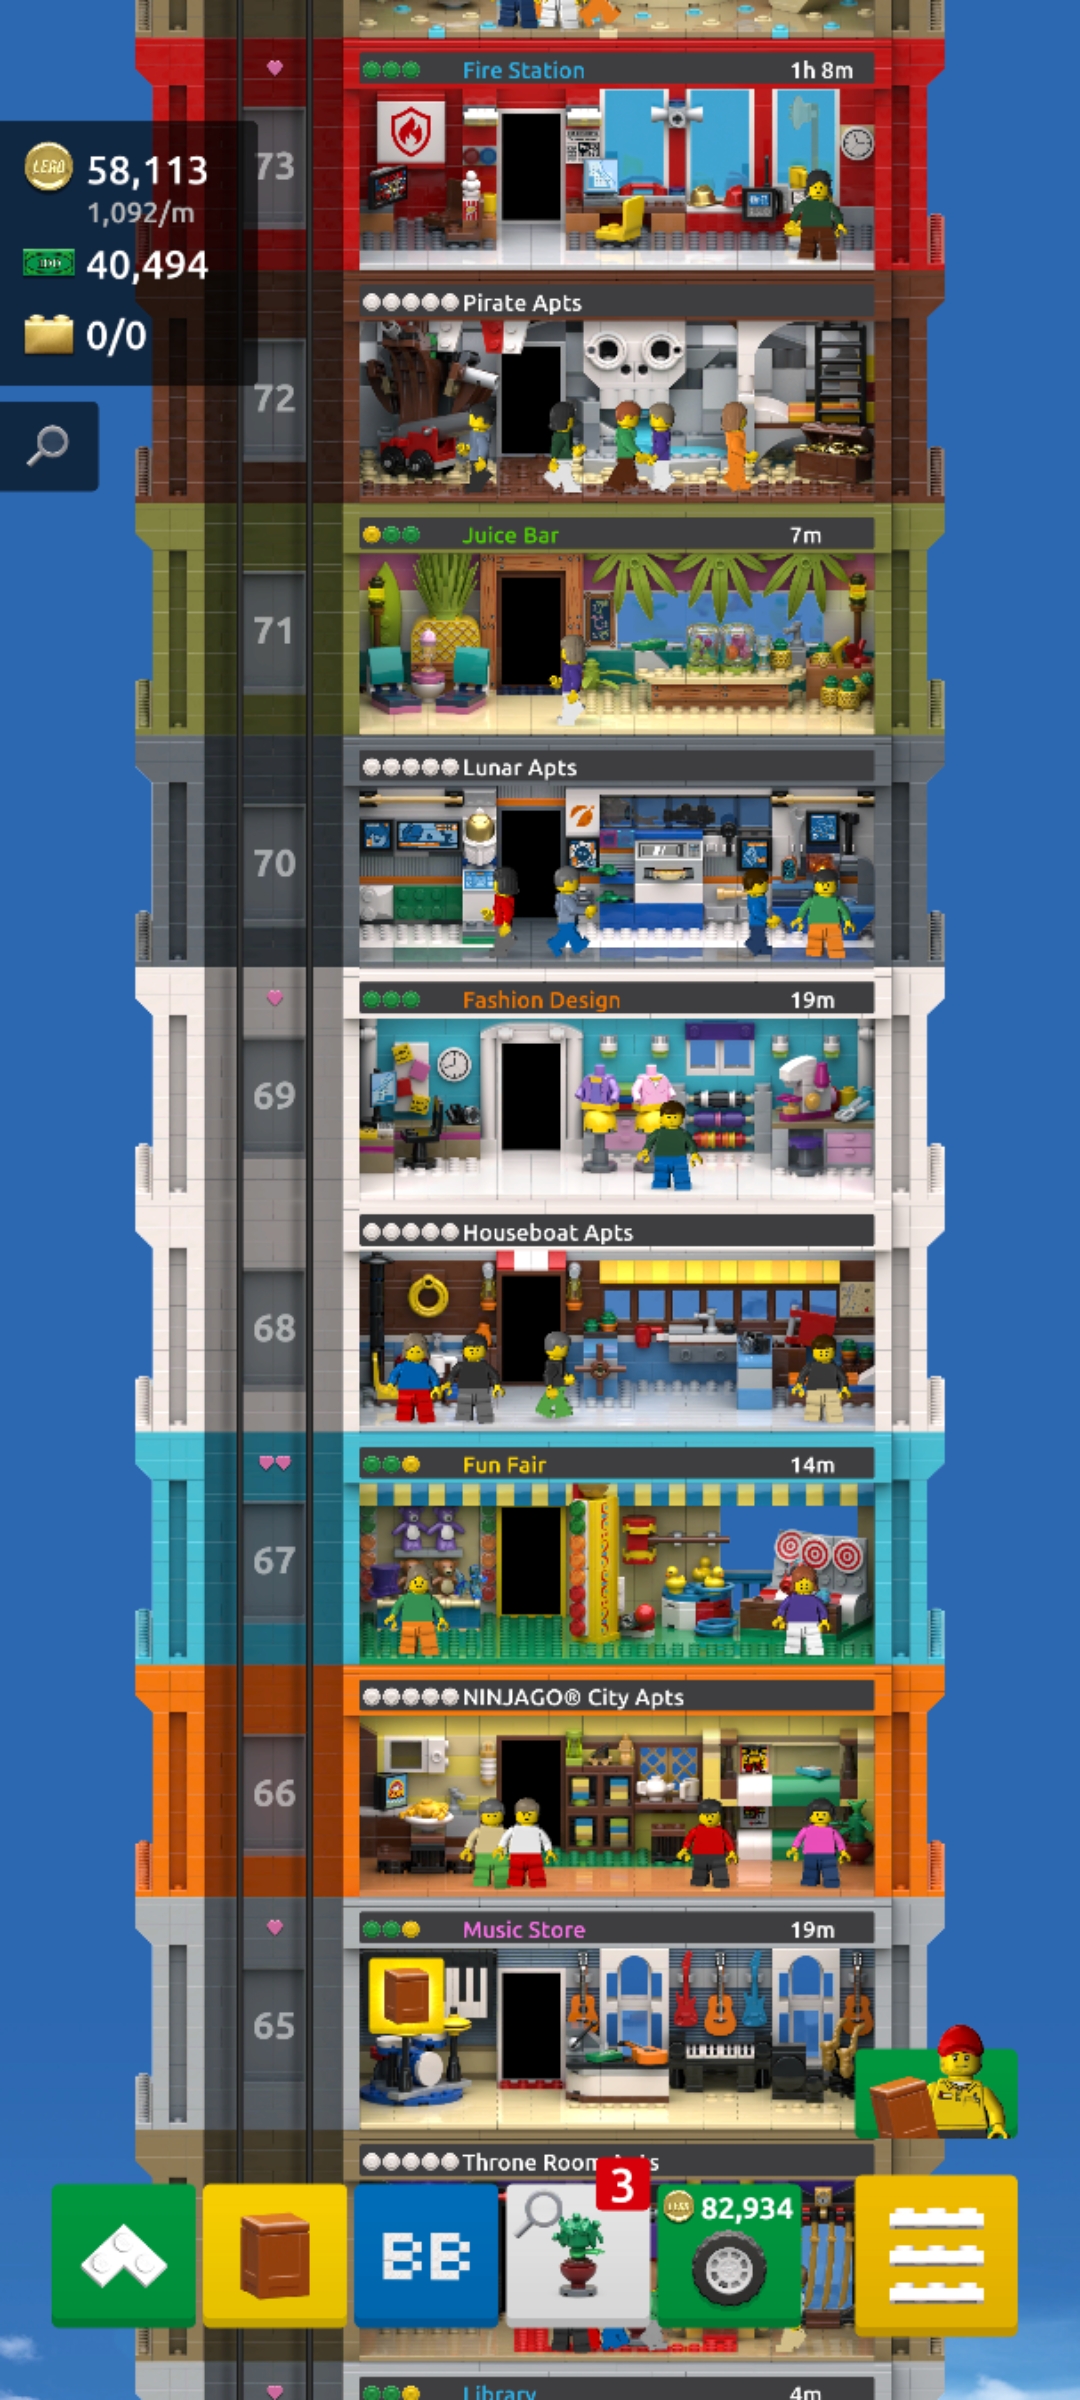 Fire Station 1h 8m
73
LEGO 58,113
1,092/m
40,494
0/0
Pirate Apts
72
Juice Bar 7m
71
Lunar Apts
70
Fashion Design 19m
69
Houseboat Apts
68
Fun Fair 14m
67
NINJAGO® City Apts
66
Music Store 19m
65
Throne Room
3
82,934
BB
Library 4m